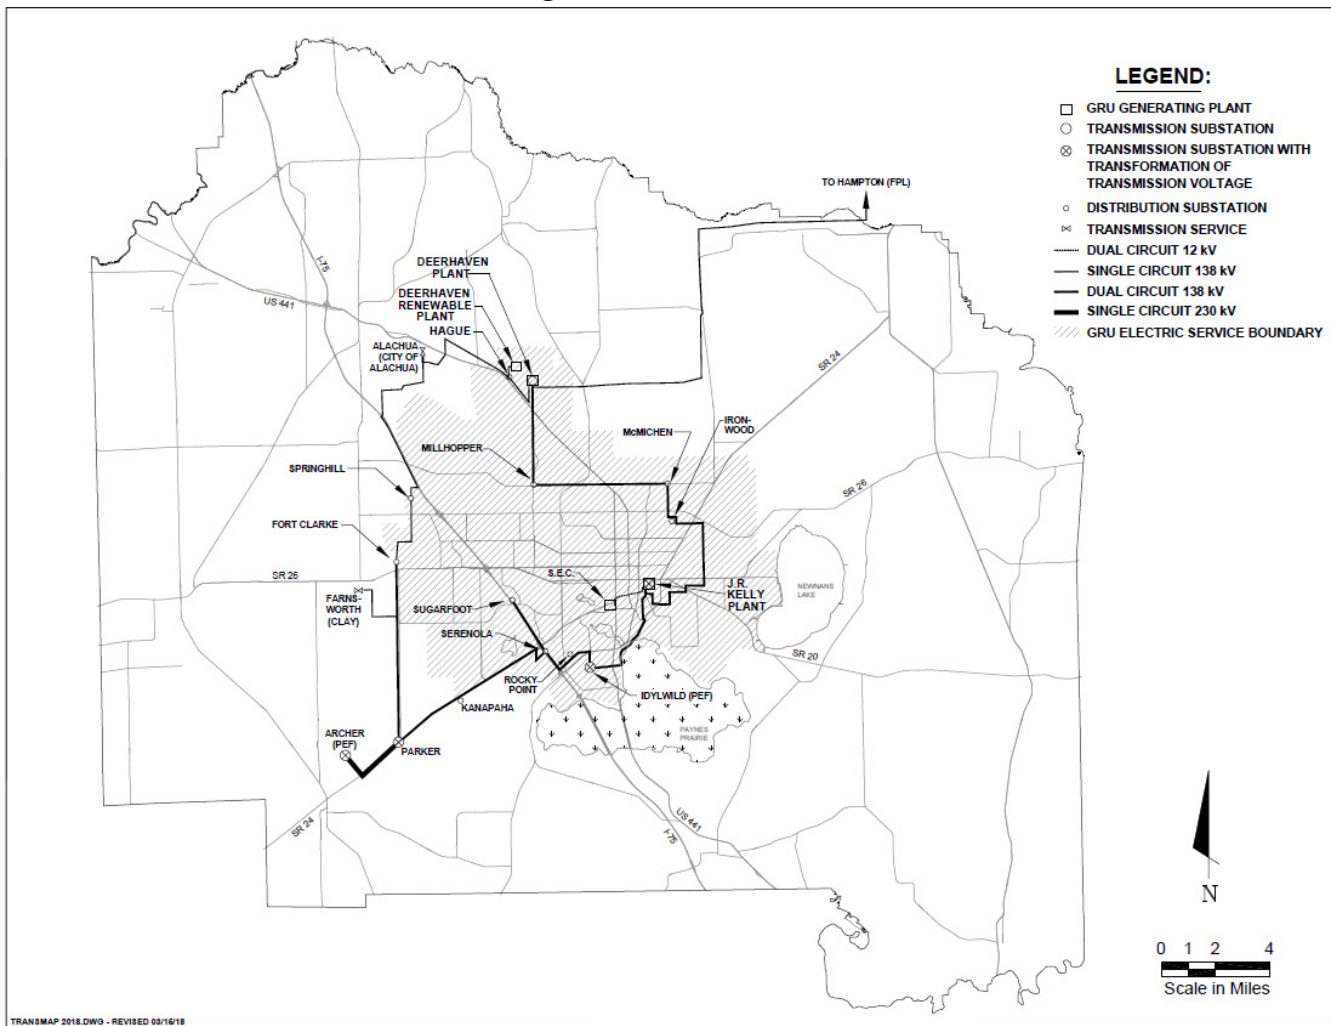 LEGEND:
GRU GENERATING PLANT
TRANSMISSION SUBSTATION
TRANSMISSION SUBSTATION WITH
TRANSFORMATION OF
TRANSMISSION VOLTAGE
DISTRIBUTION SUBSTATION
TRANSMISSION SERVICE
DUAL CIRCUIT 12 kV
SINGLE CIRCUIT 138 kV
DUAL CIRCUIT 138 kV
SINGLE CIRCUIT 230 kV
GRU ELECTRIC SERVICE BOUNDARY
TO HAMPTON (FPL)
I-75
US 441
DEERHAVEN
PLANT
DEERHAVEN
RENEWABLE
PLANT
HAGUE
ALACHUA
(CITY OF
ALACHUA)
SR 24
IRON-
WOOD
McMICHEN
MILLHOPPER
SPRINGHILL
SR 26
FORT CLARKE
SR 26
S.E.C.
J.R.
KELLY
PLANT
NEWNANS
LAKE
FARNS-
WORTH
(CLAY)
SUGARFOOT
SERENOLA
SR 20
ROCKY
POINT
IDYLWILD (PEF)
KANAPAHA
PAYNES
PRAIRIE
ARCHER
(PEF)
PARKER
SR 24
US 441
I-75
N
0 1 2 4
Scale in Miles
TRANSMAP 2018.DWG - REVISED 03/16/18